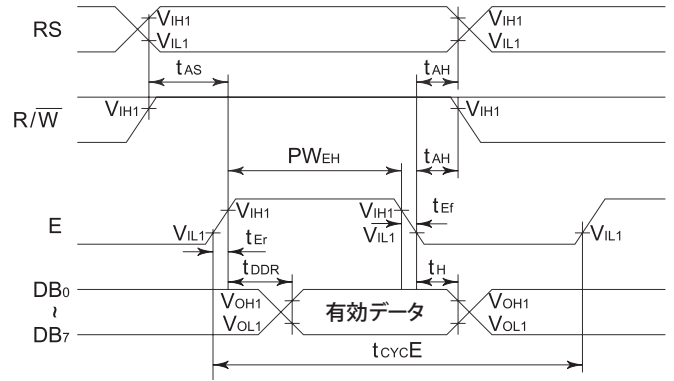 RS
VIH1
VIL1
VIH1
VIL1
tAS
tAH
R/W̅
VIH1
VIH1
PWEH
tAH
E
VIH1
VIL1
tEr
VIH1
VIL1
tEf
VIL1
tDDR
tH
DB0
~
DB7
VOH1
VOL1
有効データ
VOH1
VOL1
tCYCE